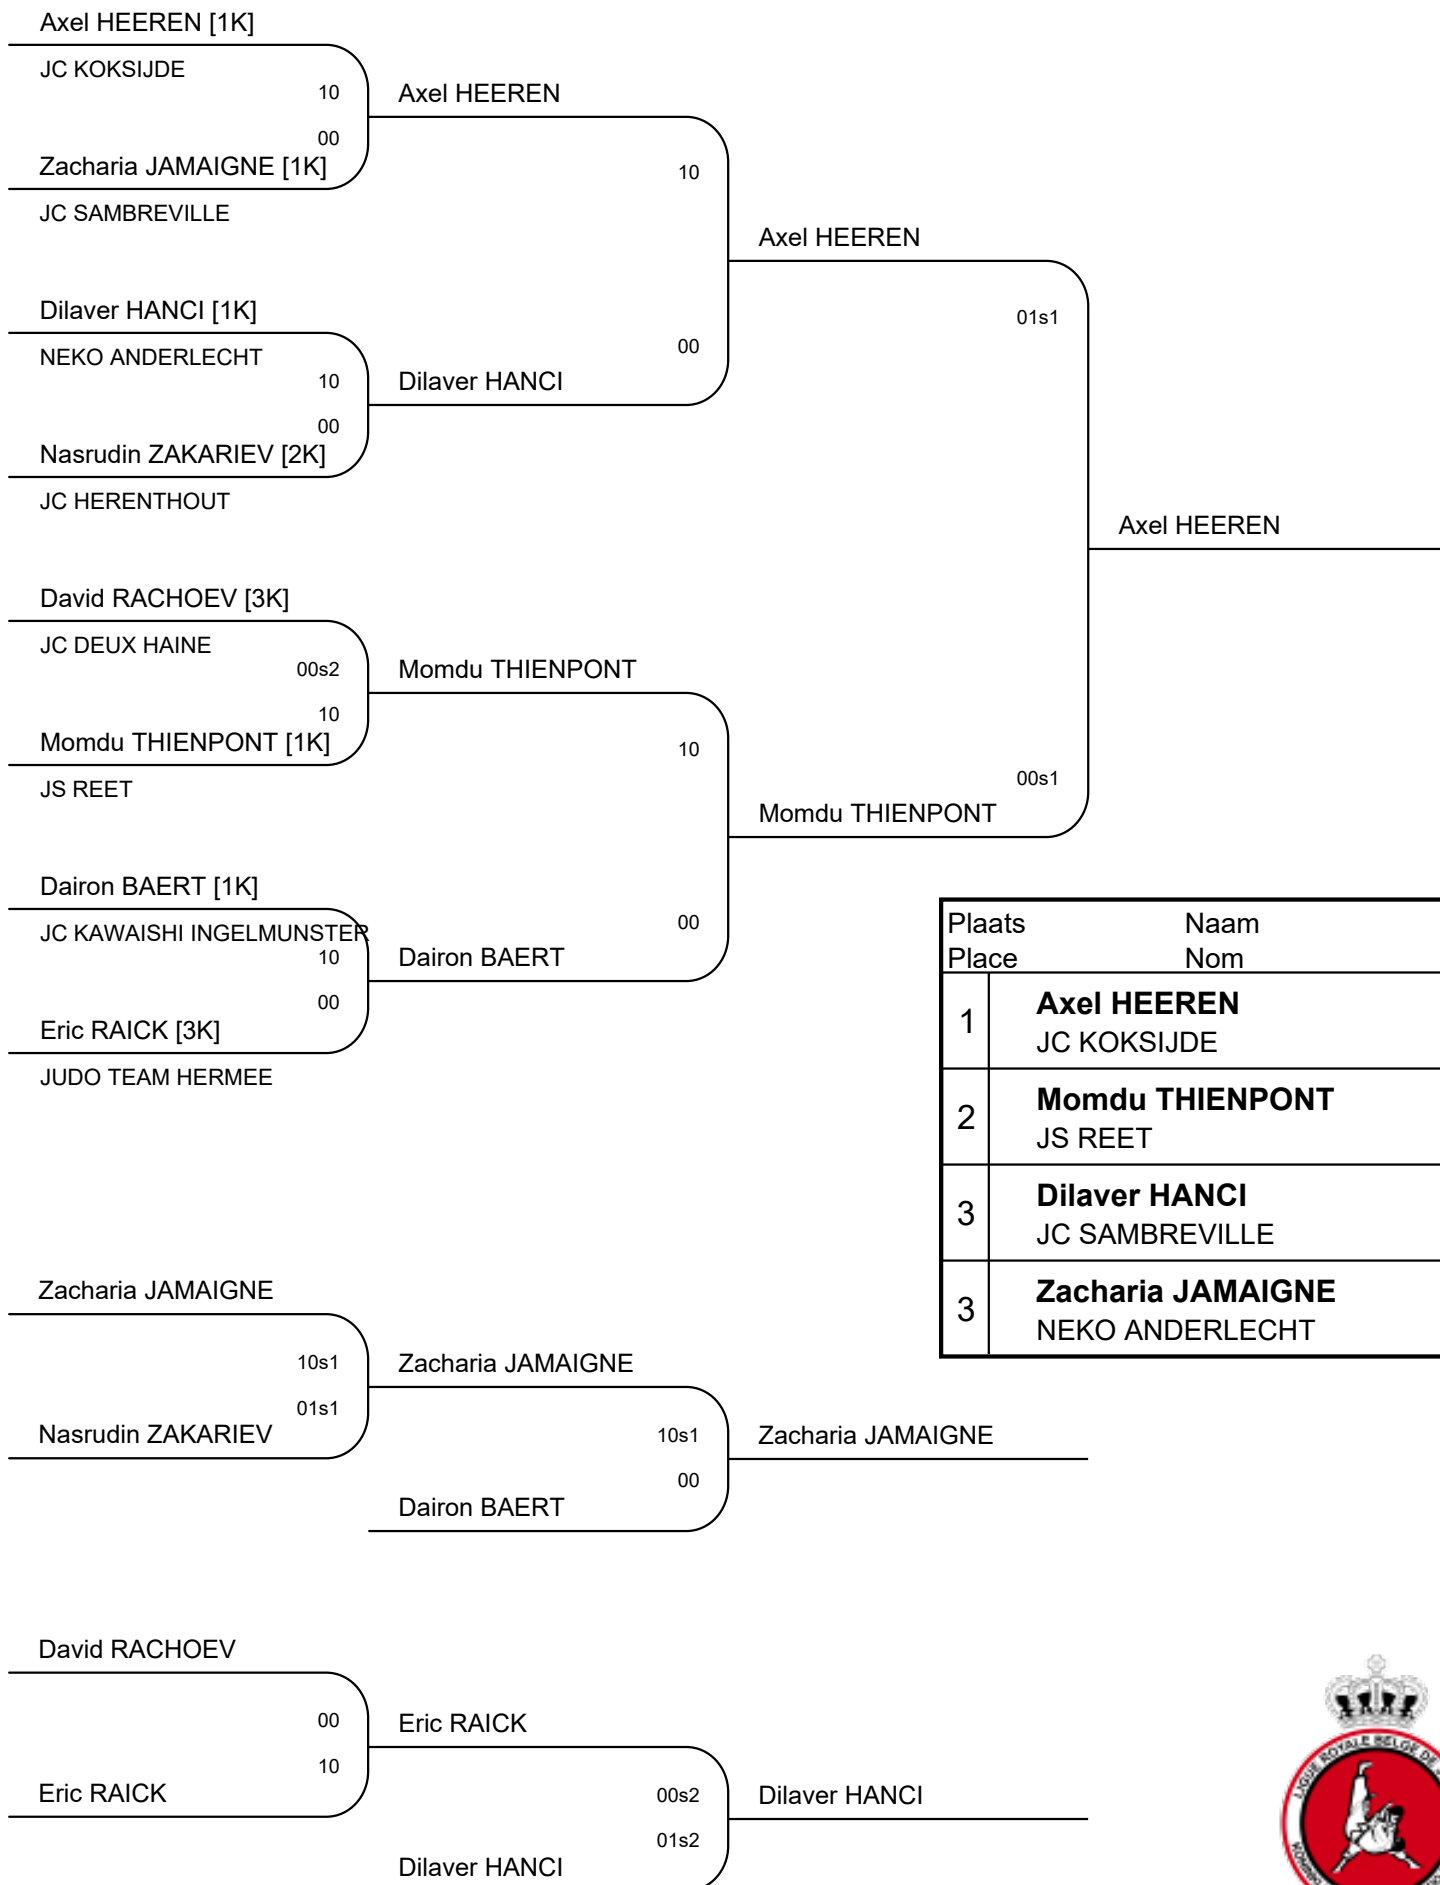 Axel HEEREN [1K]
JC KOKSIJDE
10
Axel HEEREN
00
Zacharia JAMAIGNE [1K]
10
JC SAMBREVILLE
Axel HEEREN
Dilaver HANCI [1K]
01s1
NEKO ANDERLECHT
00
10
Dilaver HANCI
00
Nasrudin ZAKARIEV [2K]
JC HERENTHOUT
Axel HEEREN
David RACHOEV [3K]
JC DEUX HAINE
00s2
Momdu THIENPONT
10
Momdu THIENPONT [1K]
10
JS REET
00s1
Momdu THIENPONT
Dairon BAERT [1K]
JC KAWAISHI INGELMUNSTER
00
10
Dairon BAERT
00
Eric RAICK [3K]
JUDO TEAM HERMEE
Plaats Naam
Place Nom
1 Axel HEEREN
JC KOKSIJDE
2 Momdu THIENPONT
JS REET
3 Dilaver HANCI
JC SAMBREVILLE
3 Zacharia JAMAIGNE
NEKO ANDERLECHT
Zacharia JAMAIGNE
10s1
Zacharia JAMAIGNE
01s1
Nasrudin ZAKARIEV
10s1
Zacharia JAMAIGNE
00
Dairon BAERT
David RACHOEV
00
Eric RAICK
10
Eric RAICK
00s2
Dilaver HANCI
01s2
Dilaver HANCI
LIGUE ROYALE BELGE DE